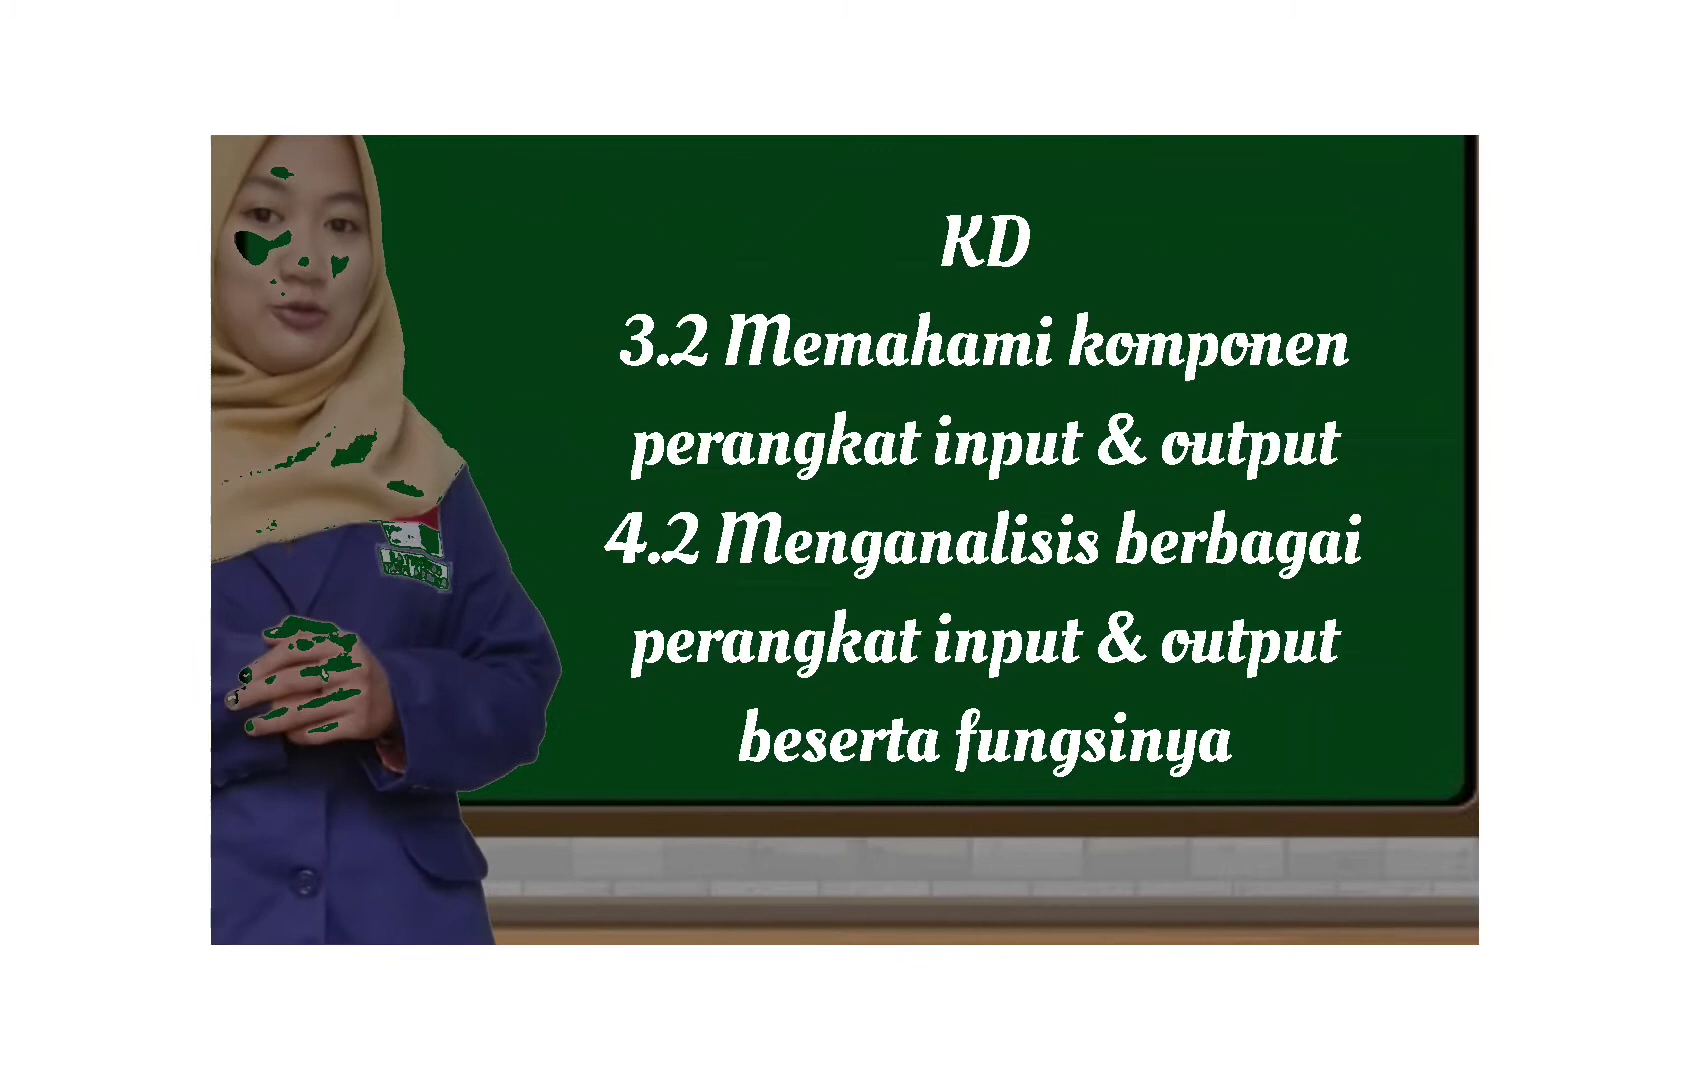 KD
3.2 Memahami komponen
perangkat input & output
4.2 Menganalisis berbagai
perangkat input & output
beserta fungsinya